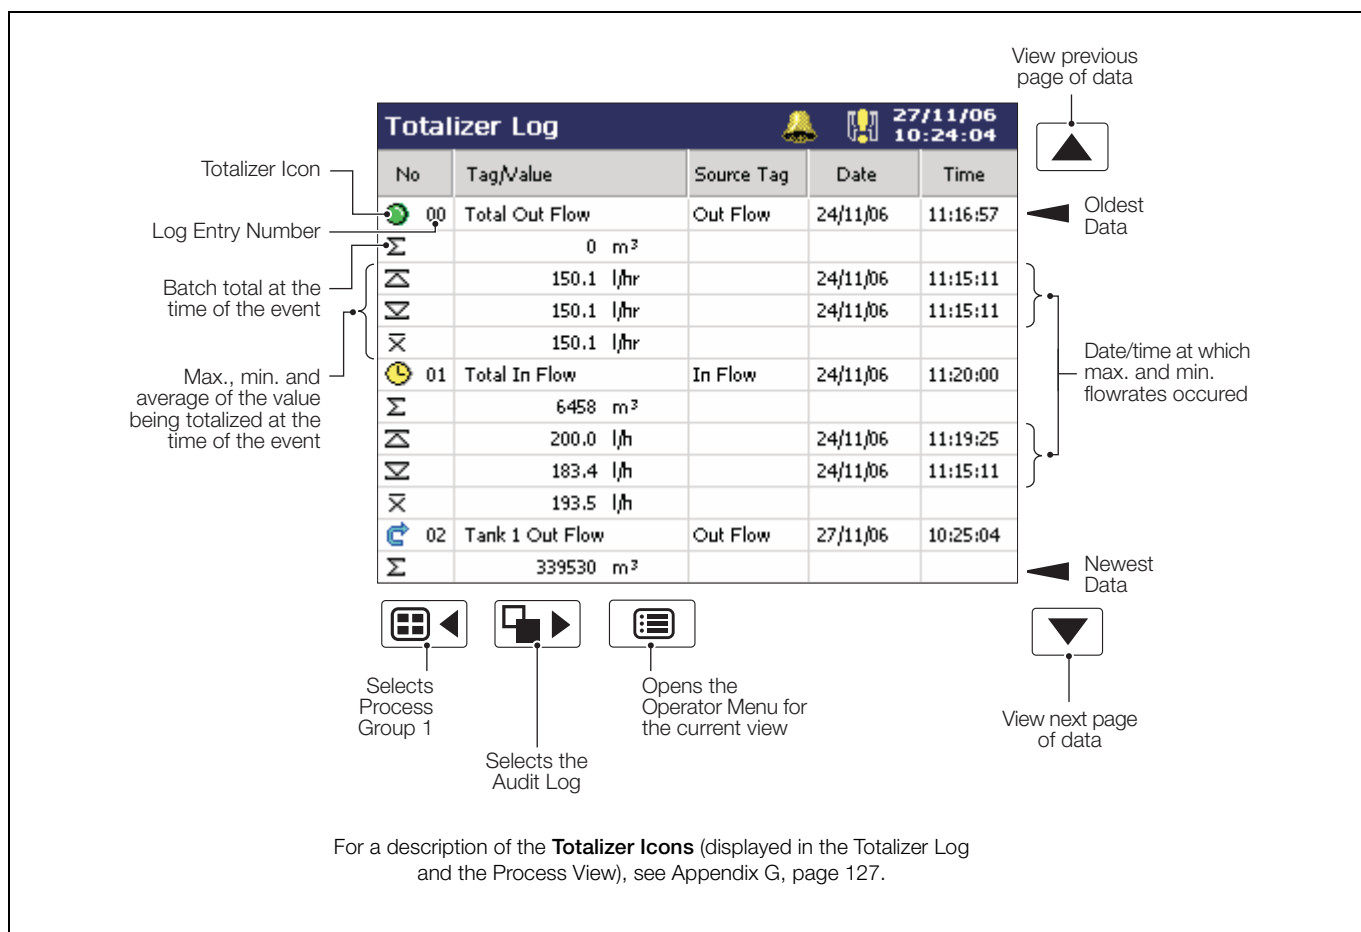 View previous
page of data
Totalizer Log
27/11/06
10:24:04
No Tag/Value Source Tag Date Time
00 Total Out Flow Out Flow 24/11/06 11:16:57
Σ 0 m³
150.1 l/hr 24/11/06 11:15:11
150.1 l/hr 24/11/06 11:15:11
x̅ 150.1 l/hr
01 Total In Flow In Flow 24/11/06 11:20:00
Σ 6458 m³
200.0 l/h 24/11/06 11:19:25
183.4 l/h 24/11/06 11:15:11
x̅ 193.5 l/h
02 Tank 1 Out Flow Out Flow 27/11/06 10:25:04
Σ 339530 m³
Totalizer Icon
Log Entry Number
Batch total at the
time of the event
Max., min. and
average of the value
being totalized at the
time of the event
Oldest
Data
Date/time at which
max. and min.
flowrates occured
Newest
Data
Selects
Process
Group 1
Selects the
Audit Log
Opens the
Operator Menu for
the current view
View next page
of data
For a description of the Totalizer Icons (displayed in the Totalizer Log
and the Process View), see Appendix G, page 127.